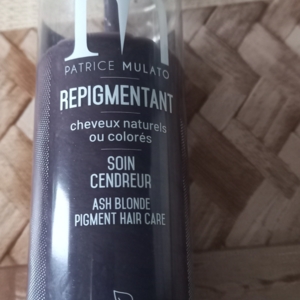 PATRICE MULATO
REPIGMENTANT
cheveux naturels
ou colorés
SOIN
CENDREUR
ASH BLONDE
PIGMENT HAIR CARE